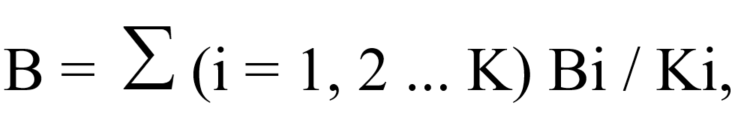 B = ∑ (i = 1, 2 ... K) Bi / Ki,